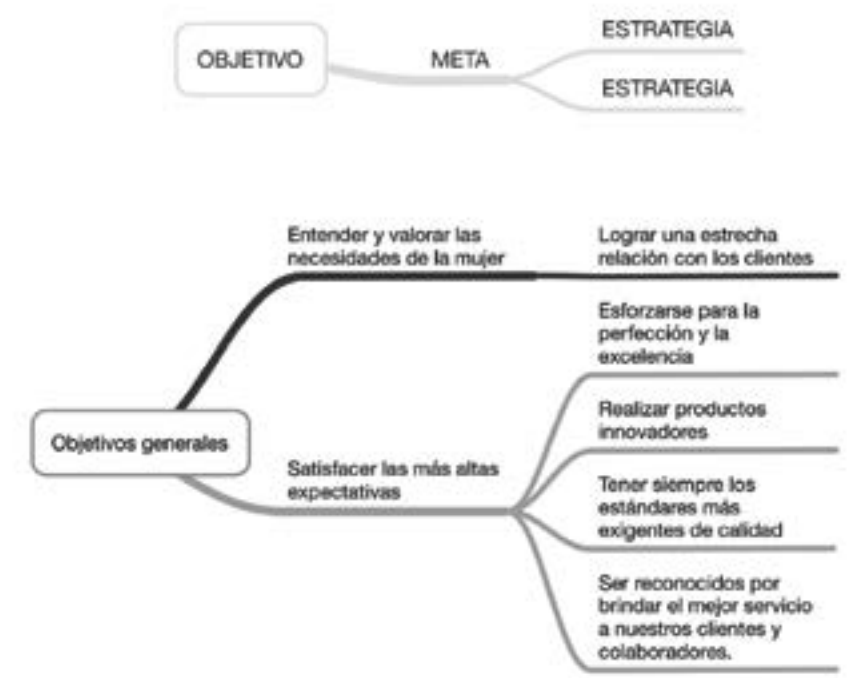 OBJETIVO
META
ESTRATEGIA
ESTRATEGIA
Entender y valorar las
necesidades de la mujer
Lograr una estrecha
relación con los clientes
Esforzarse para la
perfección y la
excelencia
Objetivos generales
Realizar productos
innovadores
Satisfacer las más altas
expectativas
Tener siempre los
estándares más
exigentes de calidad
Ser reconocidos por
brindar el mejor servicio
a nuestros clientes y
colaboradores.